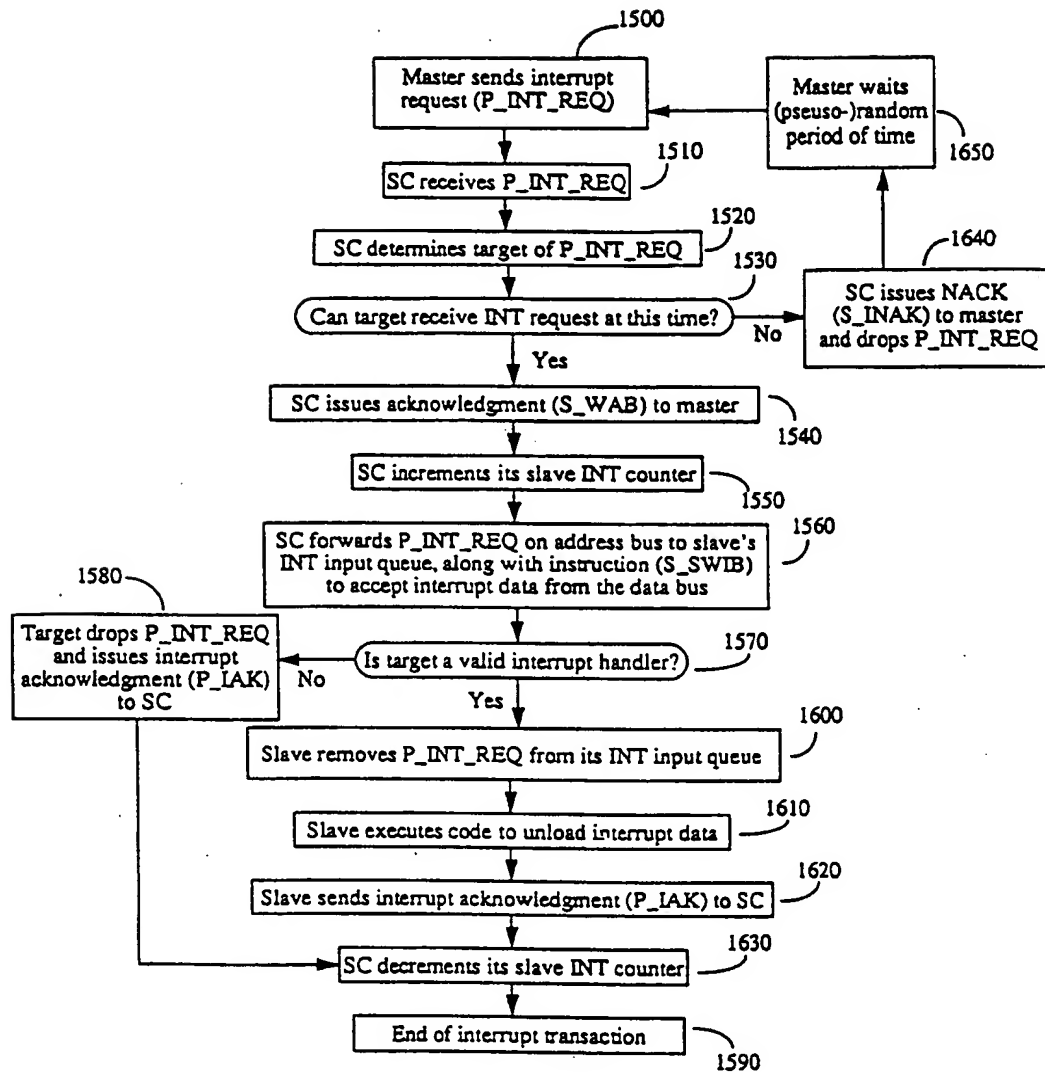 1500
Master sends interrupt
request (P_INT_REQ)
Master waits
(pseuso-)random
period of time
1650
1510
SC receives P_INT_REQ
1520
SC determines target of P_INT_REQ
1530
Can target receive INT request at this time?
No
Yes
1640
SC issues NACK
(S_INAK) to master
and drops P_INT_REQ
SC issues acknowledgment (S_WAB) to master
1540
SC increments its slave INT counter
1550
1560
SC forwards P_INT_REQ on address bus to slave's
INT input queue, along with instruction (S_SWIB)
to accept interrupt data from the data bus
1580
Target drops P_INT_REQ
and issues interrupt
acknowledgment (P_IAK)
to SC
1570
Is target a valid interrupt handler?
No
Yes
1600
Slave removes P_INT_REQ from its INT input queue
1610
Slave executes code to unload interrupt data
1620
Slave sends interrupt acknowledgment (P_IAK) to SC
1630
SC decrements its slave INT counter
End of interrupt transaction
1590